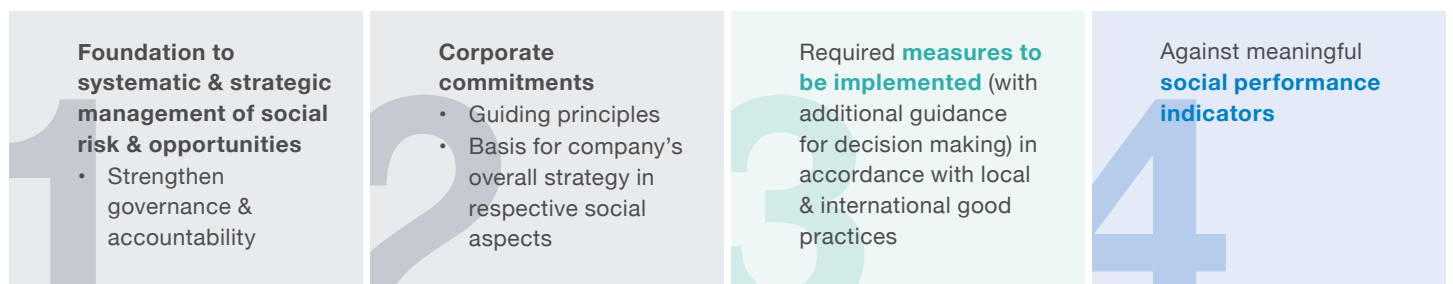 1
Foundation to
systematic & strategic
management of social
risk & opportunities
• Strengthen
governance &
accountability
2
Corporate
commitments
• Guiding principles
• Basis for company's
overall strategy in
respective social
aspects
3
Required measures to
be implemented (with
additional guidance
for decision making) in
accordance with local
& international good
practices
4
Against meaningful
social performance
indicators